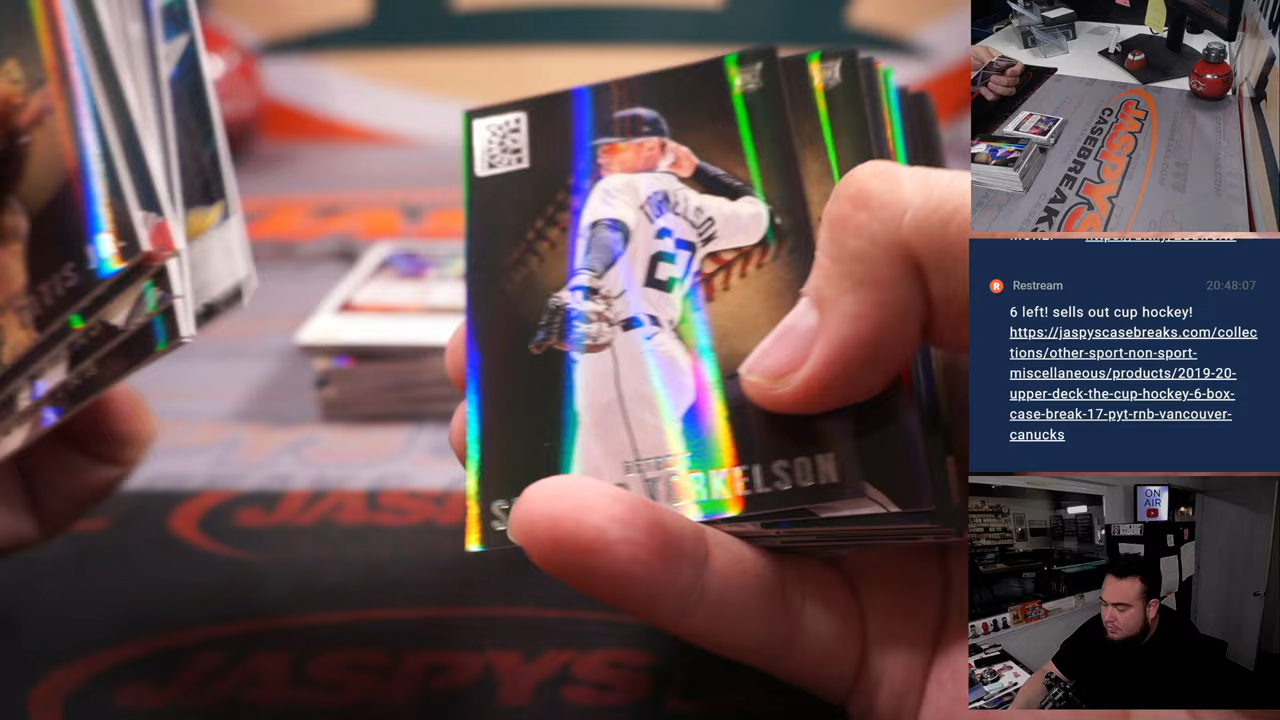 TORKELSON
2
TORKELSON
JASPYS
JASPYS
CASEBREAKS
Restream
20:48:07
6 left! sells out cup hockey!
https://jaspyscasebreaks.com/collec
tions/other-sport-non-sport-
miscellaneous/products/2019-20-
upper-deck-the-cup-hockey-6-box-
case-break-17-pyt-rnb-vancouver-
canucks
ON
AIR